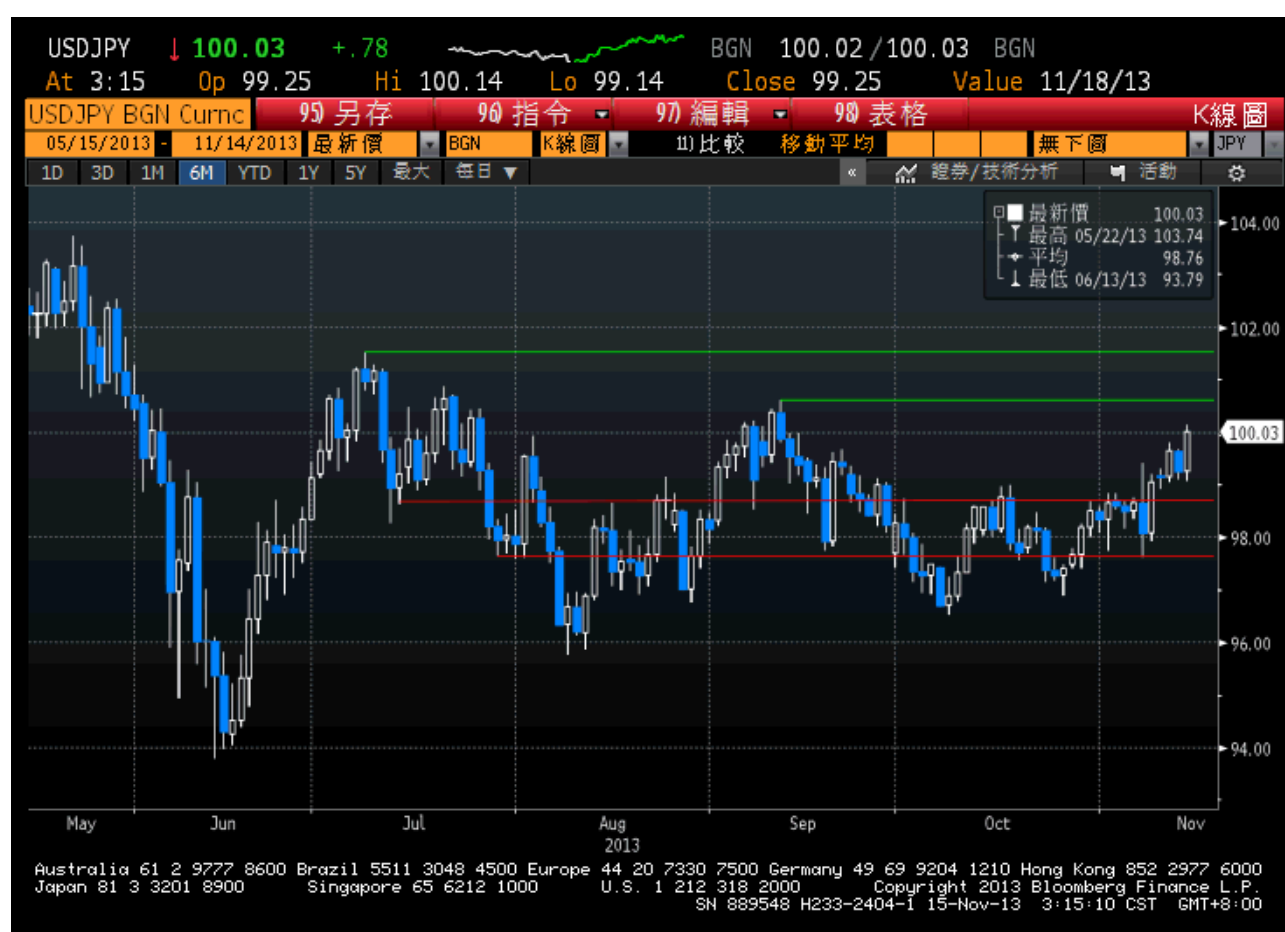 USDJPY ↓ 100.03 +.78 BGN 100.02/100.03 BGN
At 3:15 Op 99.25 Hi 100.14 Lo 99.14 Close 99.25 Value 11/18/13
USDJPY BGN Curnc 95) 另存 96) 指令 97) 編輯 98) 表格 K線圖
05/15/2013 - 11/14/2013 最新價 BGN K線圖 11) 比較 移動平均 無下圖 JPY
1D 3D 1M 6M YTD 1Y 5Y 最大 每日 ▼ « 證券/技術分析 活動
最新價 100.03
最高 05/22/13 103.74
平均 98.76
最低 06/13/13 93.79
104.00
102.00
100.03
98.00
96.00
94.00
May Jun Jul Aug Sep Oct Nov
2013
Australia 61 2 9777 8600 Brazil 5511 3048 4500 Europe 44 20 7330 7500 Germany 49 69 9204 1210 Hong Kong 852 2977 6000
Japan 81 3 3201 8900 Singapore 65 6212 1000 U.S. 1 212 318 2000 Copyright 2013 Bloomberg Finance L.P.
SN 889548 H233-2404-1 15-Nov-13 3:15:10 CST GMT+8:00